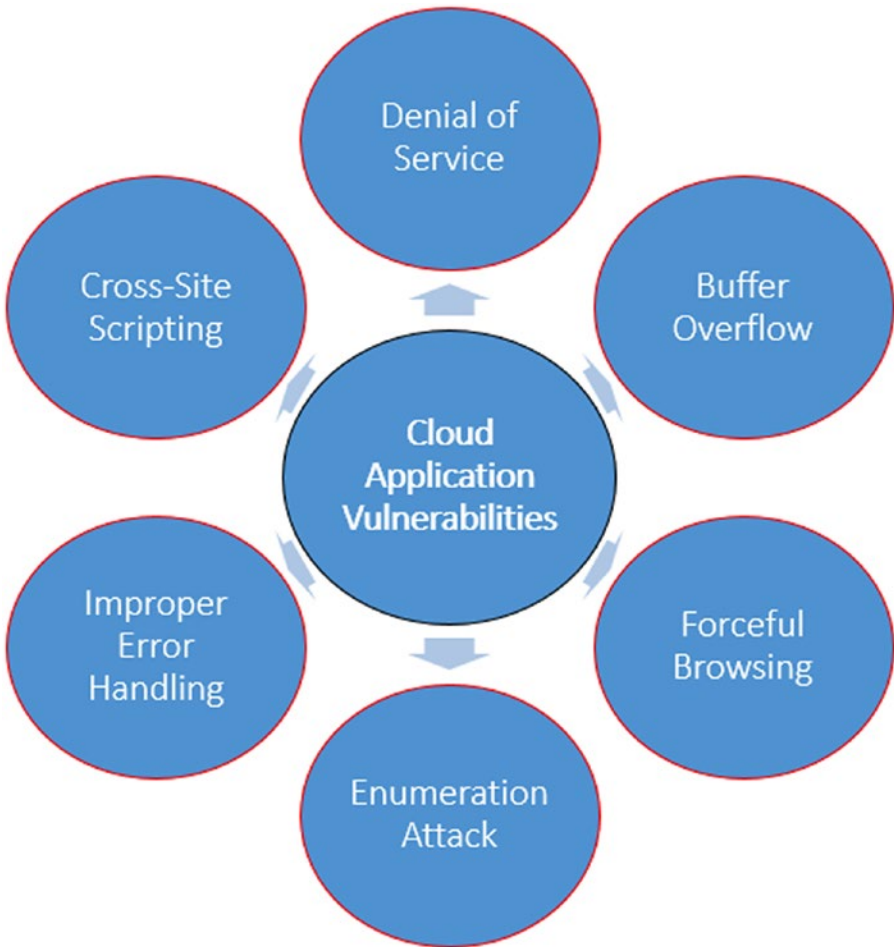 Denial of
Service
Cross-Site
Scripting
Buffer
Overflow
Cloud
Application
Vulnerabilities
Improper
Error
Handling
Forceful
Browsing
Enumeration
Attack